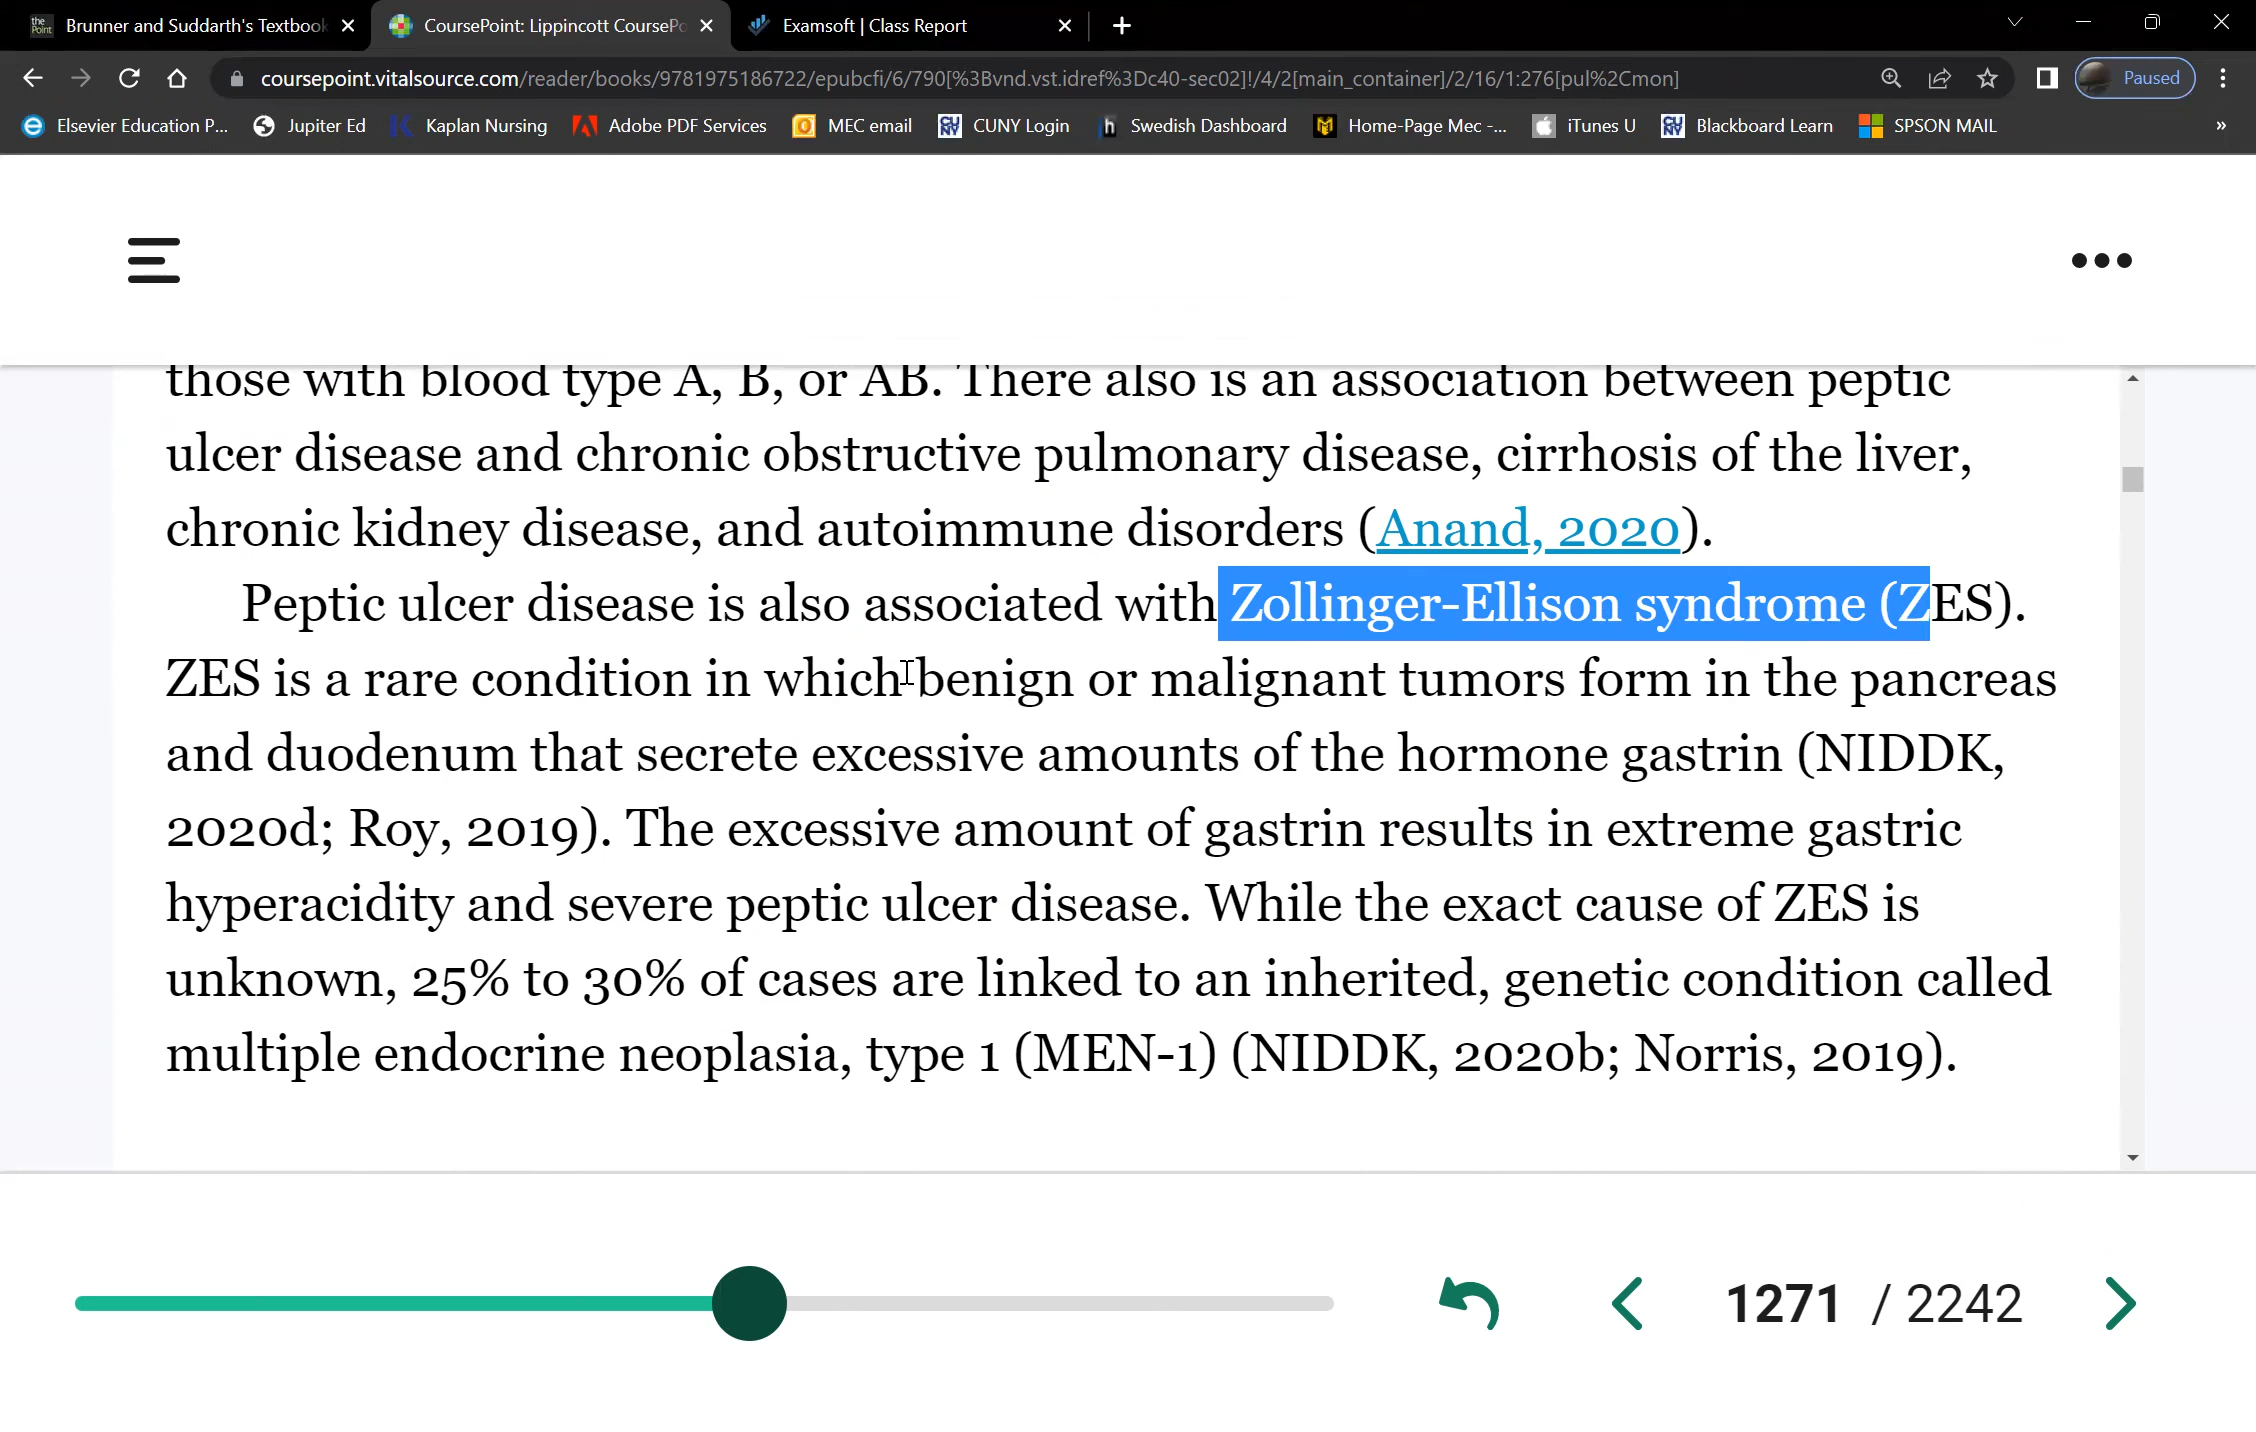 the Point
Brunner and Suddarth's Textbook
CoursePoint: Lippincott CoursePo
Examsoft | Class Report
coursepoint.vitalsource.com/reader/books/9781975186722/epubcfi/6/790[%3Bvnd.vst.idref%3Dc40-sec02]!/4/2[main_container]/2/16/1:276[pul%2Cmon]
Paused
Elsevier Education P...
Jupiter Ed
Kaplan Nursing
Adobe PDF Services
MEC email
CUNY Login
Swedish Dashboard
Home-Page Mec -...
iTunes U
Blackboard Learn
SPSON MAIL
those with blood type A, B, or AB. There also is an association between peptic
ulcer disease and chronic obstructive pulmonary disease, cirrhosis of the liver,
chronic kidney disease, and autoimmune disorders (Anand, 2020).
Peptic ulcer disease is also associated with Zollinger-Ellison syndrome (ZES).
ZES is a rare condition in which benign or malignant tumors form in the pancreas
and duodenum that secrete excessive amounts of the hormone gastrin (NIDDK,
2020d; Roy, 2019). The excessive amount of gastrin results in extreme gastric
hyperacidity and severe peptic ulcer disease. While the exact cause of ZES is
unknown, 25% to 30% of cases are linked to an inherited, genetic condition called
multiple endocrine neoplasia, type 1 (MEN-1) (NIDDK, 2020b; Norris, 2019).
1271 / 2242